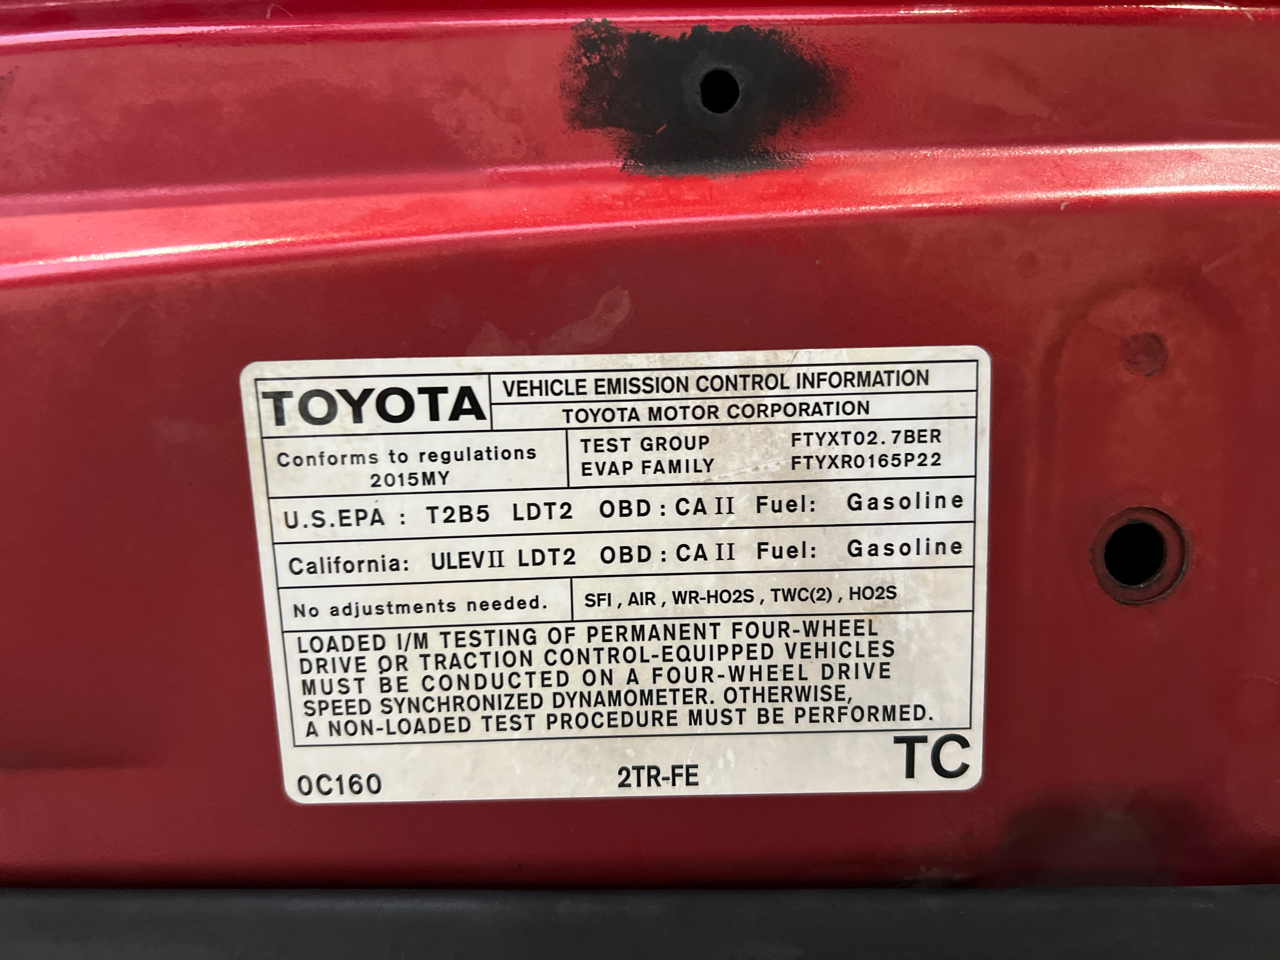 TOYOTA
VEHICLE EMISSION CONTROL INFORMATION
TOYOTA MOTOR CORPORATION
Conforms to regulations
2015MY
TEST GROUP FTYXT02.7BER
EVAP FAMILY FTYXR0165P22
U.S.EPA : T2B5 LDT2 OBD : CA II Fuel: Gasoline
California: ULEV II LDT2 OBD : CA II Fuel: Gasoline
No adjustments needed.
SFI , AIR , WR-HO2S , TWC(2) , HO2S
LOADED I/M TESTING OF PERMANENT FOUR-WHEEL
DRIVE OR TRACTION CONTROL-EQUIPPED VEHICLES
MUST BE CONDUCTED ON A FOUR-WHEEL DRIVE
SPEED SYNCHRONIZED DYNAMOMETER. OTHERWISE,
A NON-LOADED TEST PROCEDURE MUST BE PERFORMED.
0C160 2TR-FE TC